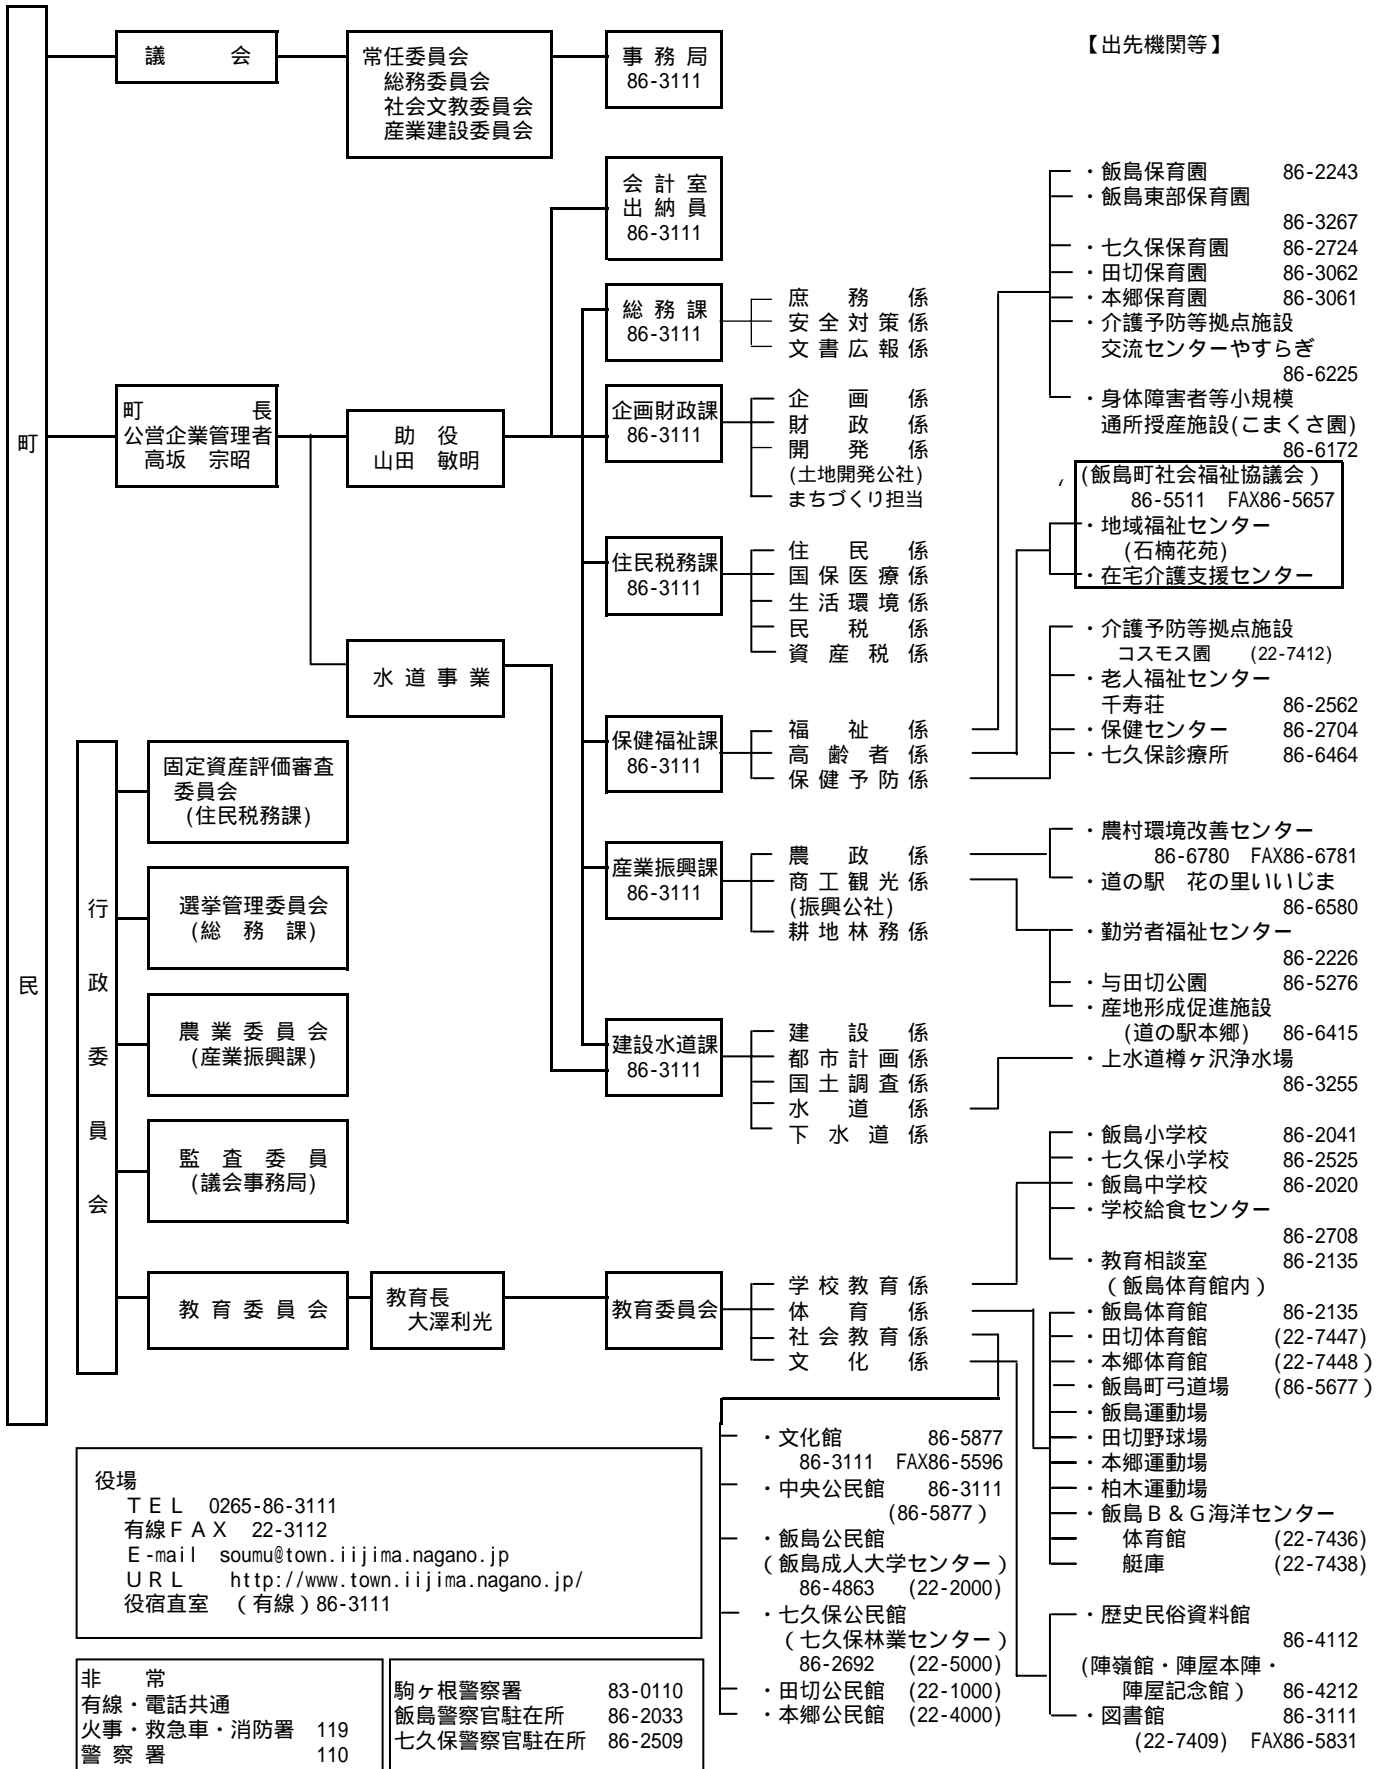 町
民
議　　会
常任委員会
総務委員会
社会文教委員会
産業建設委員会
事務局
86-3111
会計室
出納員
86-3111
総務課
86-3111
庶　務　係
安全対策係
文書広報係
町　　　長
公営企業管理者
高坂　宗昭
助　役
山田　敏明
企画財政課
86-3111
企　画　係
財　政　係
開　発　係
(土地開発公社)
まちづくり担当
住民税務課
86-3111
住　民　係
国保医療係
生活環境係
民　税　係
資産税係
水道事業
保健福祉課
86-3111
福　祉　係
高齢者係
保健予防係
産業振興課
86-3111
農　政　係
商工観光係
(振興公社)
耕地林務係
建設水道課
86-3111
建　設　係
都市計画係
国土調査係
水　道　係
下水道係
行政委員会
固定資産評価審査
委員会
(住民税務課)
選挙管理委員会
(総　務　課)
農業委員会
(産業振興課)
監査委員
(議会事務局)
教育委員会
教育長
大澤利光
教育委員会
学校教育係
体　育　係
社会教育係
文　化　係
【出先機関等】
・飯島保育園　86-2243
・飯島東部保育園
86-3267
・七久保保育園　86-2724
・田切保育園　86-3062
・本郷保育園　86-3061
・介護予防等拠点施設
交流センターやすらぎ
86-6225
・身体障害者等小規模
通所授産施設(こまくさ園)
86-6172
(飯島町社会福祉協議会)
86-5511　FAX86-5657
・地域福祉センター
(石楠花苑)
・在宅介護支援センター
・介護予防等拠点施設
コスモス園　(22-7412)
・老人福祉センター
千寿荘　86-2562
・保健センター　86-2704
・七久保診療所　86-6464
・農村環境改善センター
86-6780　FAX86-6781
・道の駅　花の里いいじま
86-6580
・勤労者福祉センター
86-2226
・与田切公園　86-5276
・産地形成促進施設
(道の駅本郷)　86-6415
・上水道樽ヶ沢浄水場
86-3255
・飯島小学校　86-2041
・七久保小学校　86-2525
・飯島中学校　86-2020
・学校給食センター
86-2708
・教育相談室　86-2135
(飯島体育館内)
・飯島体育館　86-2135
・田切体育館　(22-7447)
・本郷体育館　(22-7448)
・飯島町弓道場　(86-5677)
・飯島運動場
・田切野球場
・本郷運動場
・柏木運動場
・飯島Ｂ＆Ｇ海洋センター
体育館　(22-7436)
艇庫　(22-7438)
・歴史民俗資料館
86-4112
(陣嶺館・陣屋本陣・
陣屋記念館)　86-4212
・図書館　86-3111
(22-7409)　FAX86-5831
・文化館　86-5877
86-3111　FAX86-5596
・中央公民館　86-3111
(86-5877)
・飯島公民館
(飯島成人大学センター)
86-4863　(22-2000)
・七久保公民館
(七久保林業センター)
86-2692　(22-5000)
・田切公民館　(22-1000)
・本郷公民館　(22-4000)
役場
ＴＥＬ　0265-86-3111
有線ＦＡＸ　22-3112
Ｅ-mail　soumu@town.iijima.nagano.jp
ＵＲＬ　http://www.town.iijima.nagano.jp/
役宿直室　(有線)86-3111
非　常
有線・電話共通
火事・救急車・消防署　119
警察署　110
駒ヶ根警察署　83-0110
飯島警察官駐在所　86-2033
七久保警察官駐在所　86-2509